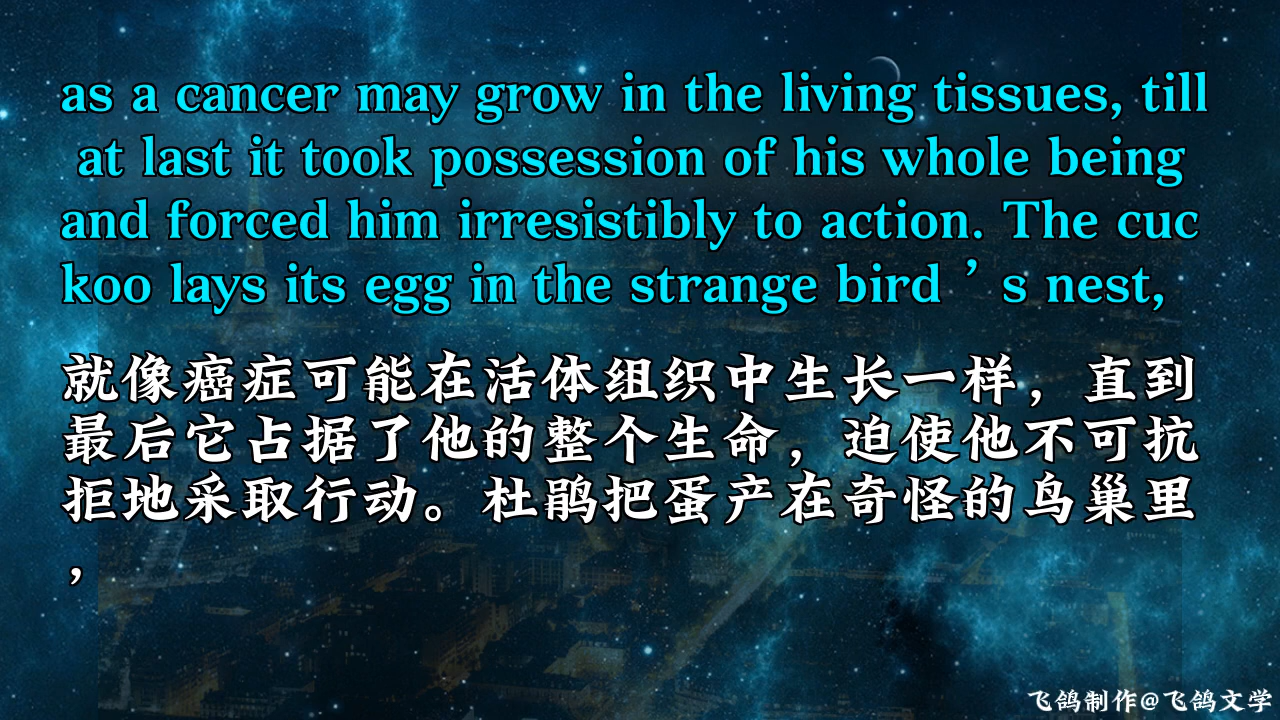 as a cancer may grow in the living tissues, till
at last it took possession of his whole being
and forced him irresistibly to action. The cuc
koo lays its egg in the strange bird ’ s nest,
就像癌症可能在活体组织中生长一样，直到
最后它占据了他的整个生命，迫使他不可抗
拒地采取行动。杜鹃把蛋产在奇怪的鸟巢里
，
飞鸽制作@飞鸽文学